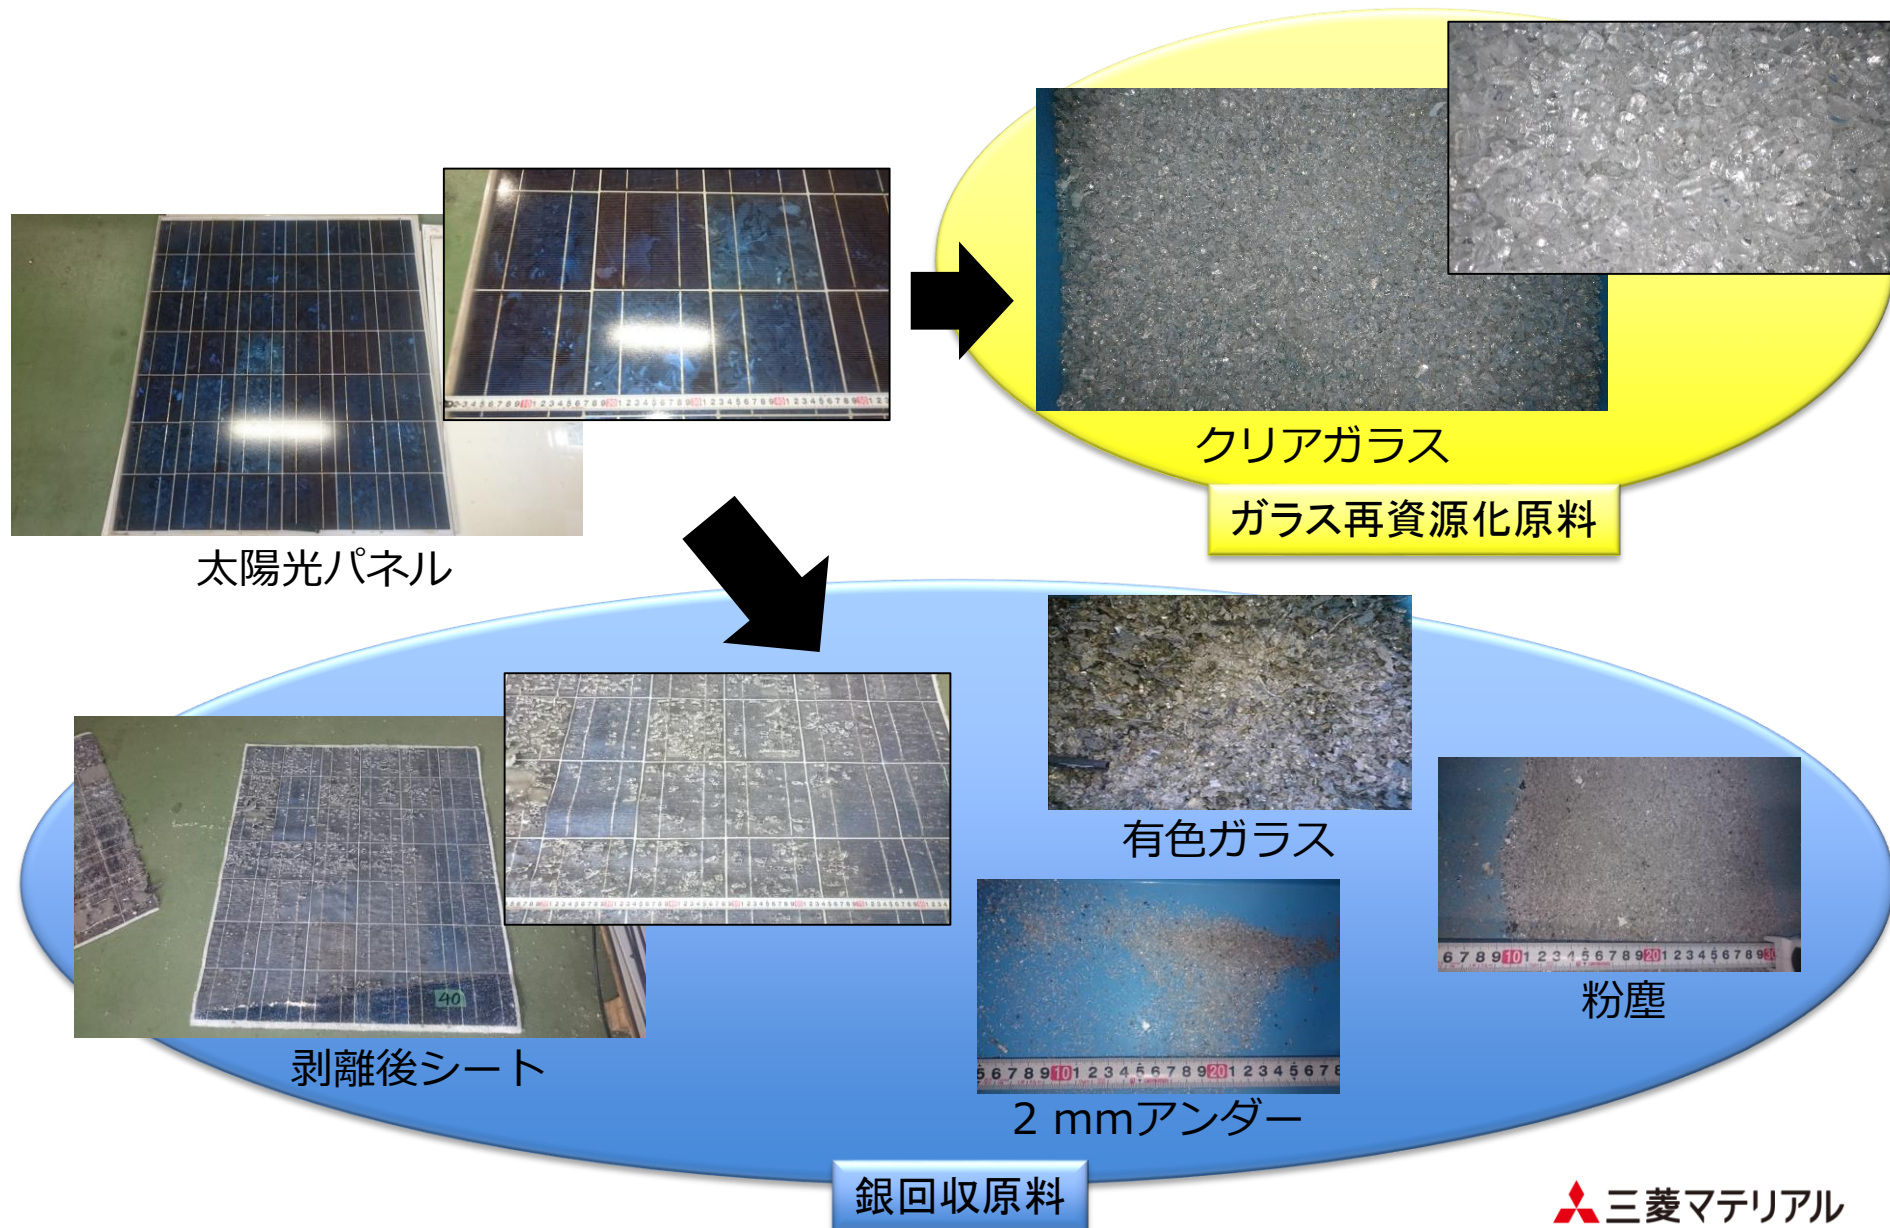 太陽光パネル
クリアガラス
ガラス再資源化原料
剥離後シート
40
有色ガラス
2 mmアンダー
粉塵
銀回収原料
三菱マテリアル